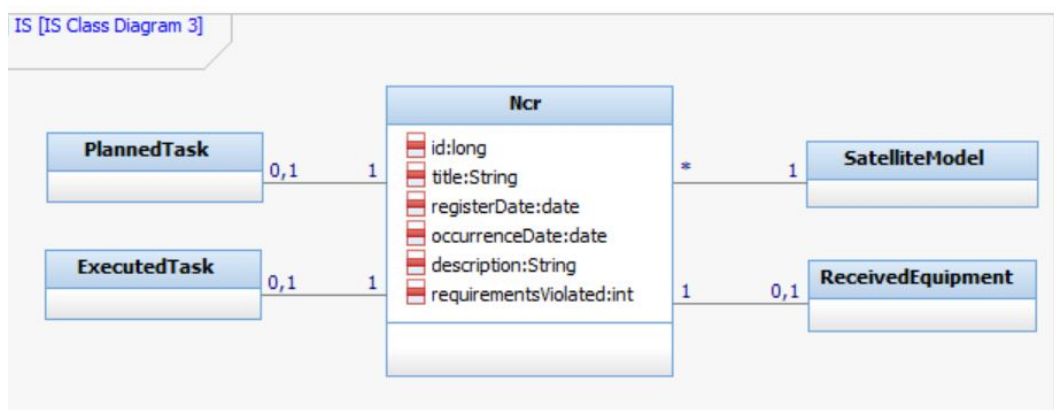 IS [IS Class Diagram 3]
Ncr
PlannedTask
0,1 1
id:long
title:String
registerDate:date
occurrenceDate:date
description:String
requirementsViolated:int
* 1
SatelliteModel
ExecutedTask
0,1 1
1 0,1
ReceivedEquipment